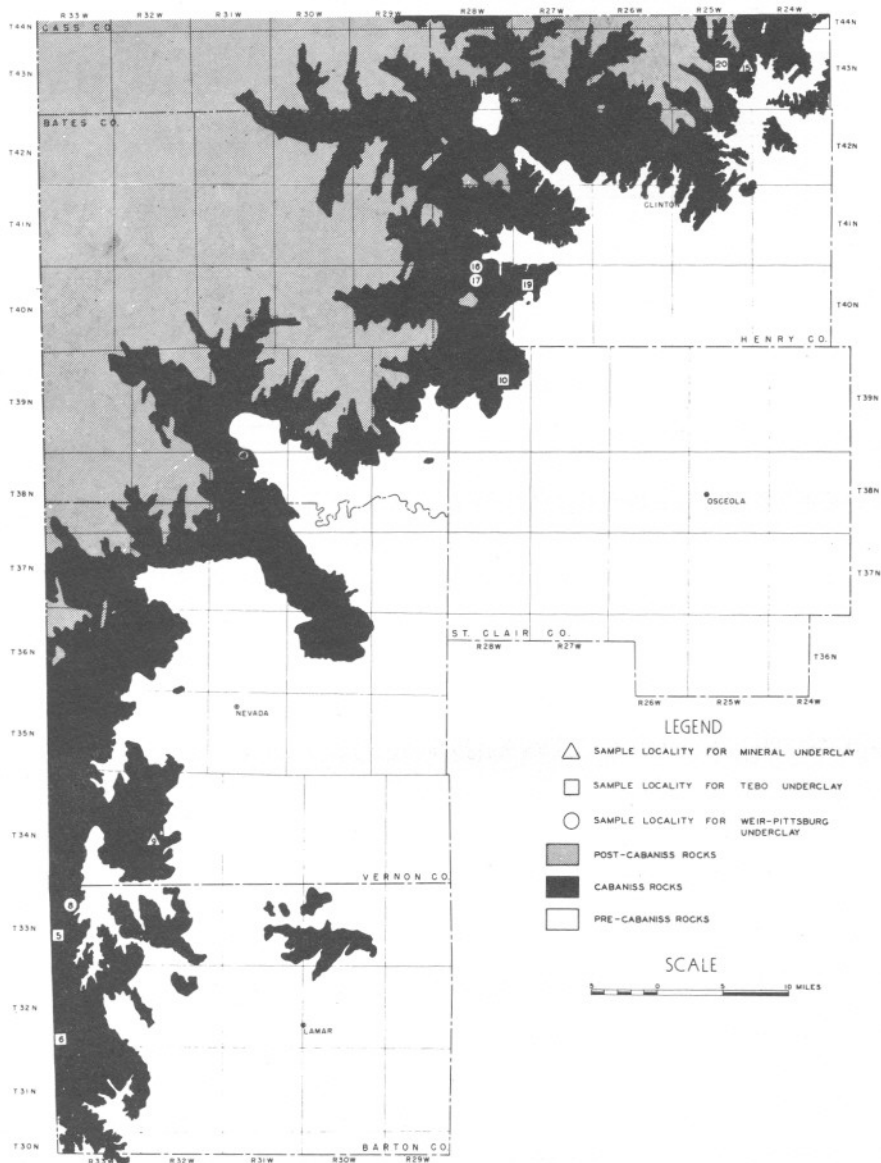 R33W R32W R31W R30W R29W R28W R27W R26W R25W R24W
T44N T44N
CASS CO.
T43N T43N
20 15
BATES CO.
T42N T42N
CLINTON
T41N T41N
16
17
19
T40N T40N
HENRY CO.
10
T39N T39N
T38N T38N
OSCEOLA
T37N T37N
ST. CLAIR CO.
R28W R27W
T36N T36N
R26W R25W R24W
NEVADA
T35N
LEGEND
SAMPLE LOCALITY FOR MINERAL UNDERCLAY
SAMPLE LOCALITY FOR TEBO UNDERCLAY
SAMPLE LOCALITY FOR WEIR-PITTSBURG
UNDERCLAY
T34N
POST-CABANISS ROCKS
VERNON CO.
CABANISS ROCKS
8
PRE-CABANISS ROCKS
T33N
5
SCALE
5 0 5 10 MILES
T32N
LAMAR
6
T31N
T30N
BARTON CO.
R33W R32W R31W R30W R29W